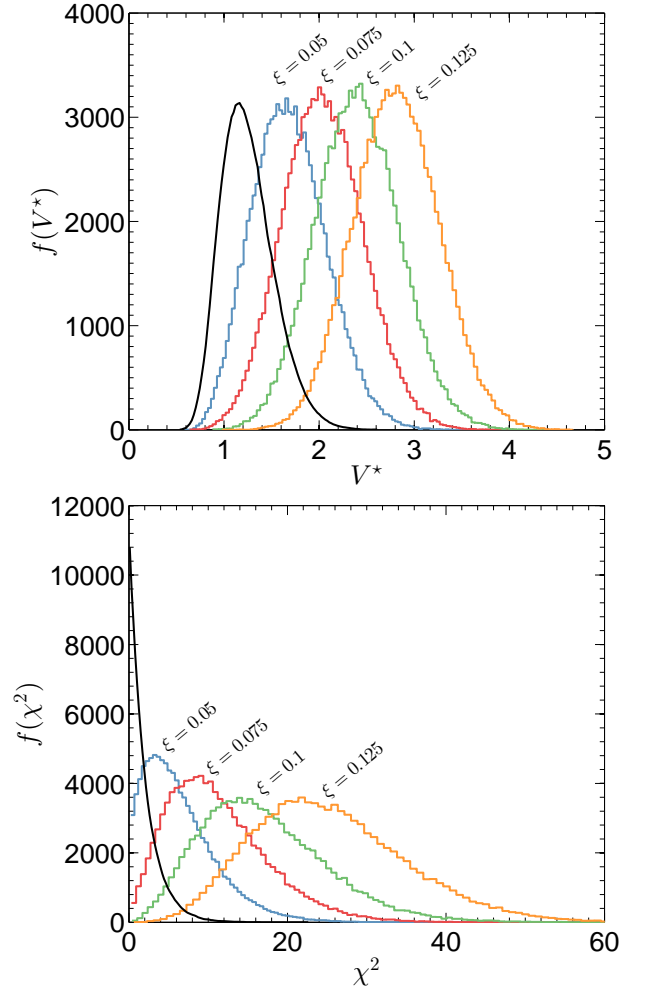 4000
3000
2000
1000
0
f(V⋆)
ξ = 0.05
ξ = 0.075
ξ = 0.1
ξ = 0.125
0 1 2 3 4 5
V⋆
12000
10000
8000
6000
4000
2000
0
f(χ²)
ξ = 0.05
ξ = 0.075
ξ = 0.1
ξ = 0.125
0 20 40 60
χ²